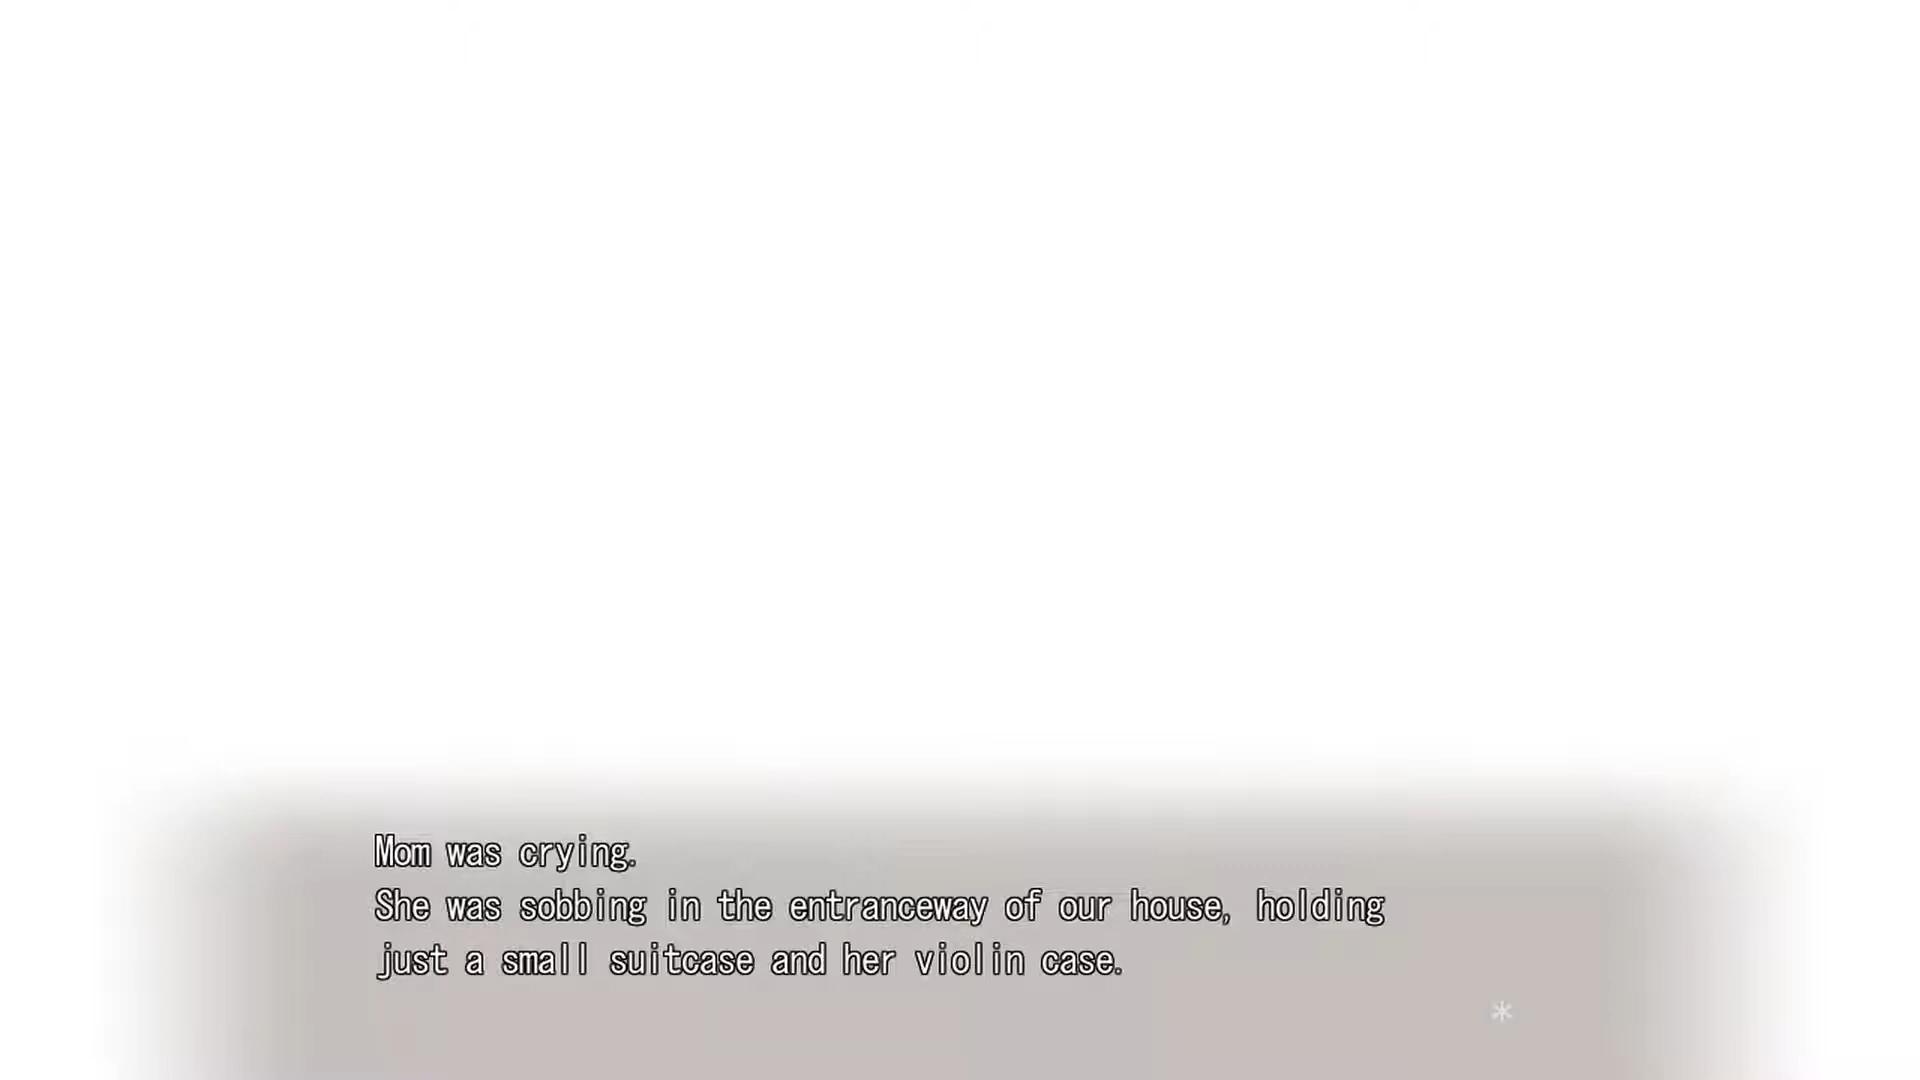 Mom was crying.
She was sobbing in the entranceway of our house, holding
just a small suitcase and her violin case.
*